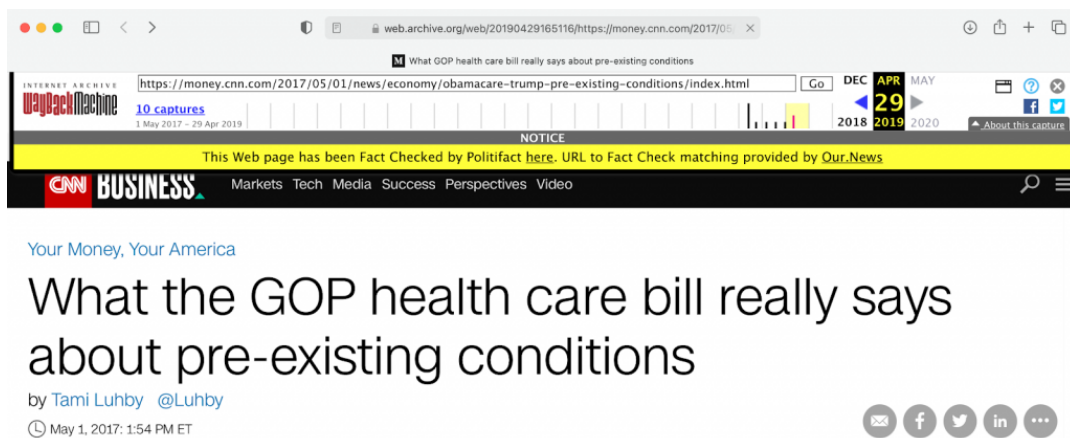 web.archive.org/web/20190429165116/https://money.cnn.com/2017/05/
M What GOP health care bill really says about pre-existing conditions
INTERNET ARCHIVE
WayBackMachine
https://money.cnn.com/2017/05/01/news/economy/obamacare-trump-pre-existing-conditions/index.html Go DEC APR MAY
10 captures 29
1 May 2017 – 29 Apr 2019 2018 2019 2020 About this capture
NOTICE
This Web page has been Fact Checked by Politifact here. URL to Fact Check matching provided by Our.News
CNN BUSINESS Markets Tech Media Success Perspectives Video
Your Money, Your America
What the GOP health care bill really says
about pre-existing conditions
by Tami Luhby @Luhby
May 1, 2017: 1:54 PM ET